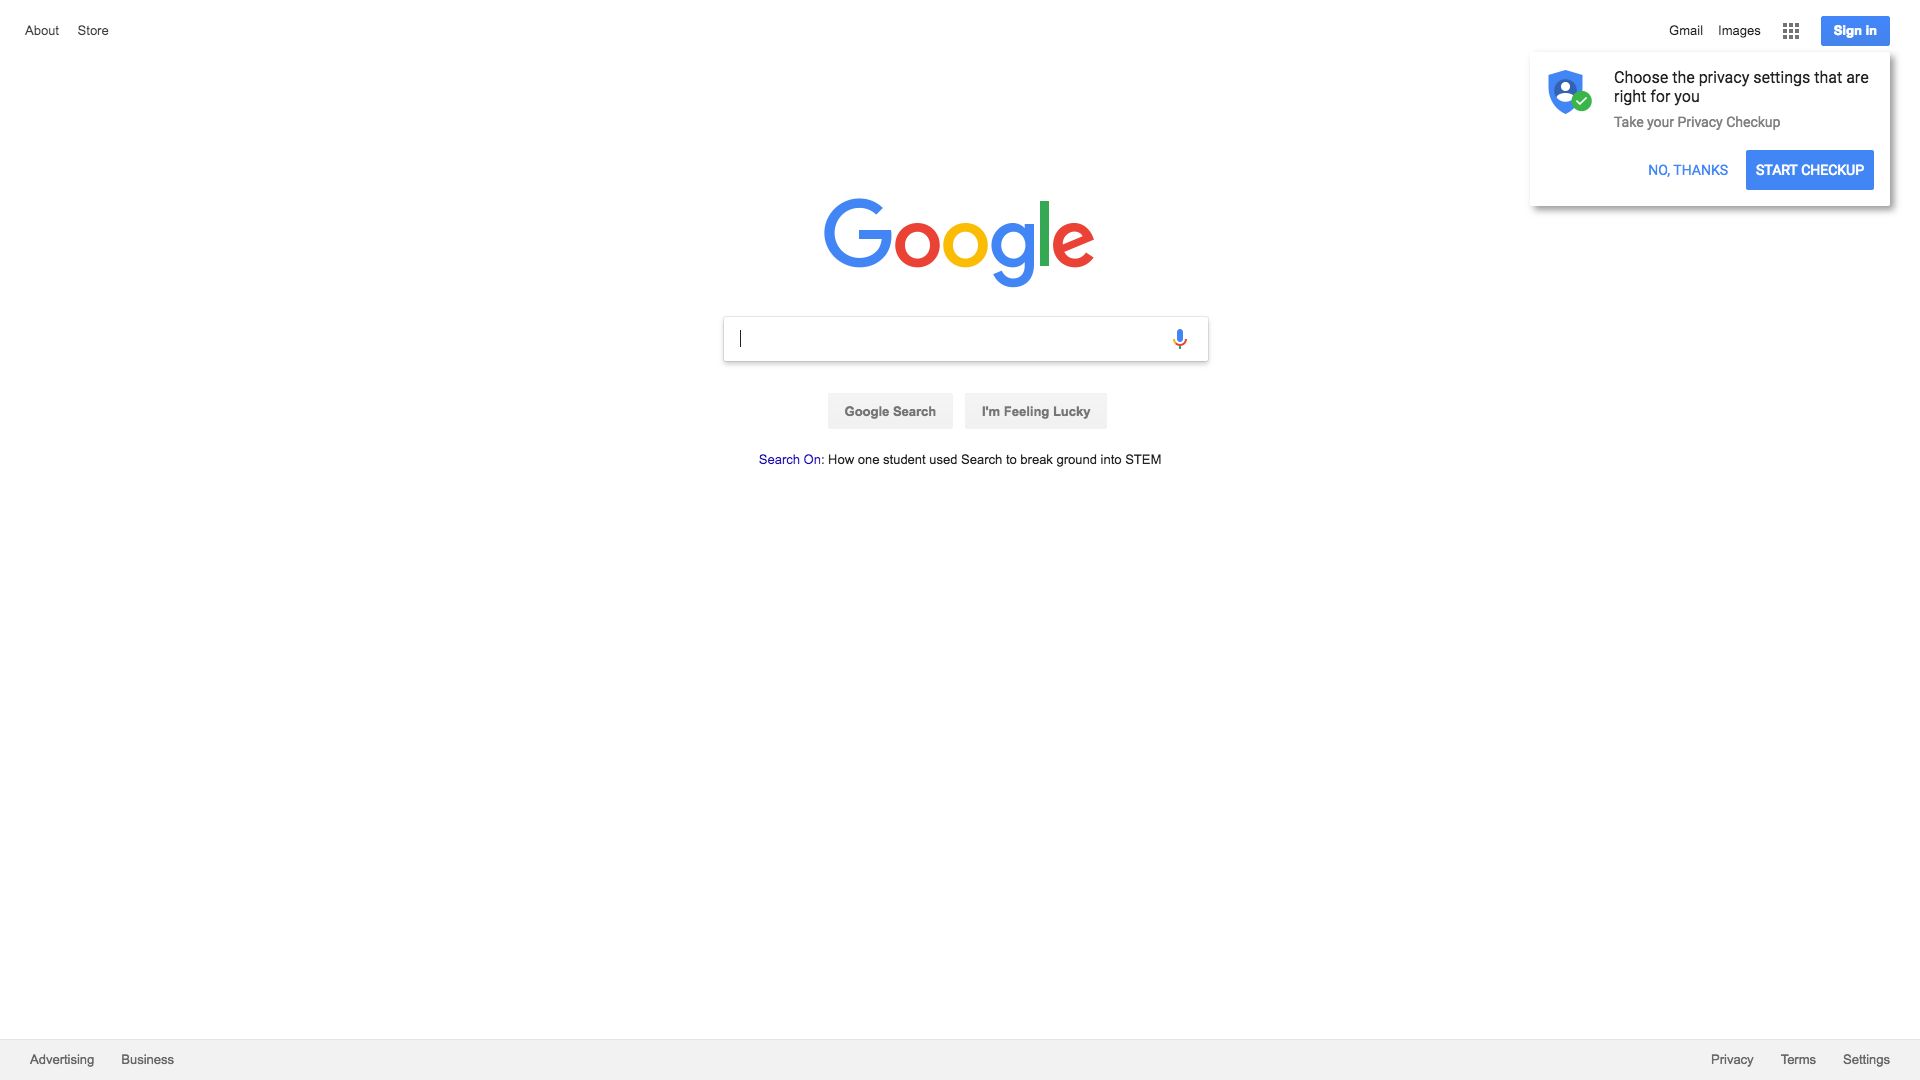 About Store
Gmail Images Sign in
Choose the privacy settings that are
right for you
Take your Privacy Checkup
NO, THANKS START CHECKUP
Google
Google Search I'm Feeling Lucky
Search On: How one student used Search to break ground into STEM
Advertising Business
Privacy Terms Settings